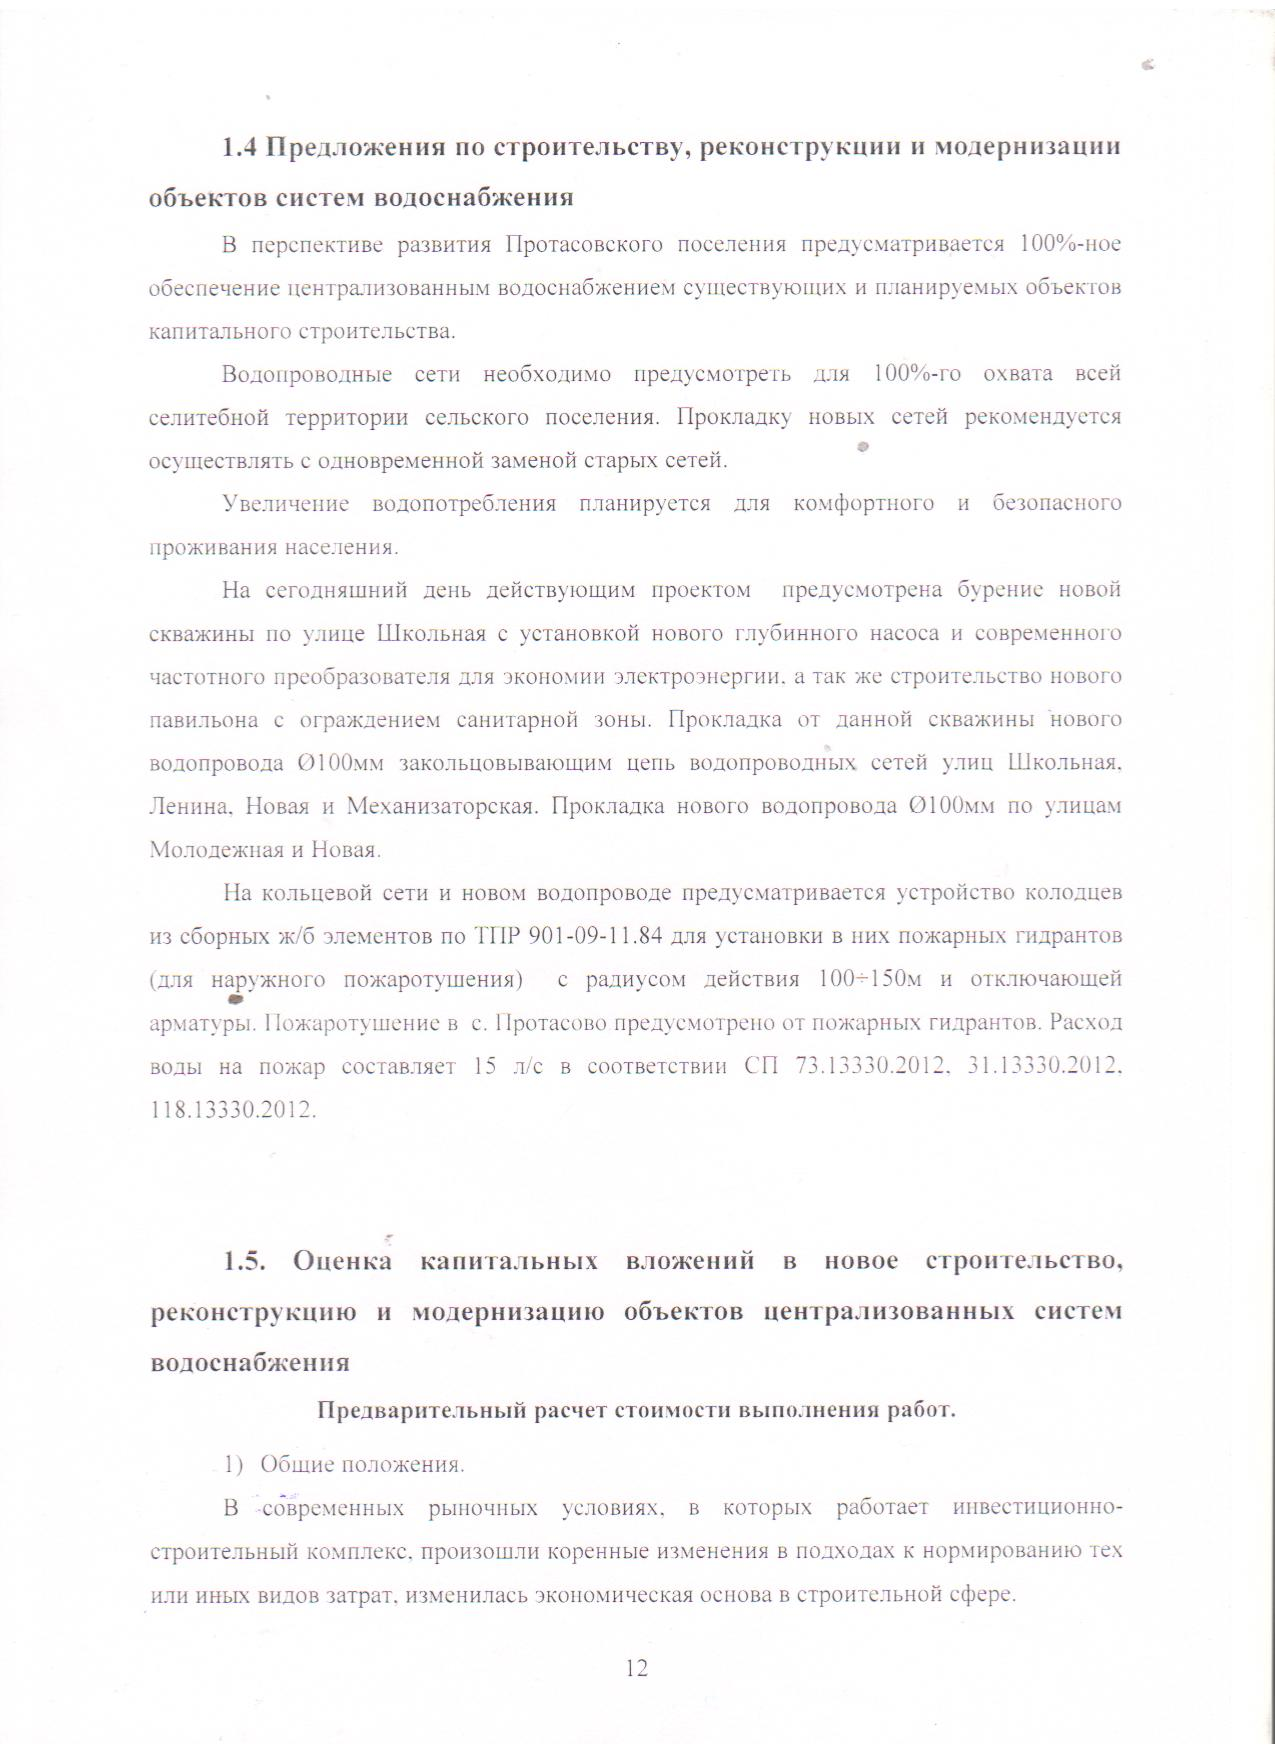 1.4 Предложения по строительству, реконструкции и модернизации
объектов систем водоснабжения
В перспективе развития Протасовского поселения предусматривается 100%-ное
обеспечение централизованным водоснабжением существующих и планируемых объектов
капитального строительства.
Водопроводные сети необходимо предусмотреть для 100%-го охвата всей
селитебной территории сельского поселения. Прокладку новых сетей рекомендуется
осуществлять с одновременной заменой старых сетей.
Увеличение водопотребления планируется для комфортного и безопасного
проживания населения.
На сегодняшний день действующим проектом предусмотрена бурение новой
скважины по улице Школьная с установкой нового глубинного насоса и современного
частотного преобразователя для экономии электроэнергии, а так же строительство нового
павильона с ограждением санитарной зоны. Прокладка от данной скважины нового
водопровода Ø100мм закольцовывающим цепь водопроводных сетей улиц Школьная,
Ленина, Новая и Механизаторская. Прокладка нового водопровода Ø100мм по улицам
Молодежная и Новая.
На кольцевой сети и новом водопроводе предусматривается устройство колодцев
из сборных ж/б элементов по ТПР 901-09-11.84 для установки в них пожарных гидрантов
(для наружного пожаротушения) с радиусом действия 100÷150м и отключающей
арматуры. Пожаротушение в с. Протасово предусмотрено от пожарных гидрантов. Расход
воды на пожар составляет 15 л/с в соответствии СП 73.13330.2012, 31.13330.2012,
118.13330.2012.
1.5. Оценка капитальных вложений в новое строительство,
реконструкцию и модернизацию объектов централизованных систем
водоснабжения
Предварительный расчет стоимости выполнения работ.
1) Общие положения.
В современных рыночных условиях, в которых работает инвестиционно-
строительный комплекс, произошли коренные изменения в подходах к нормированию тех
или иных видов затрат, изменилась экономическая основа в строительной сфере.
12